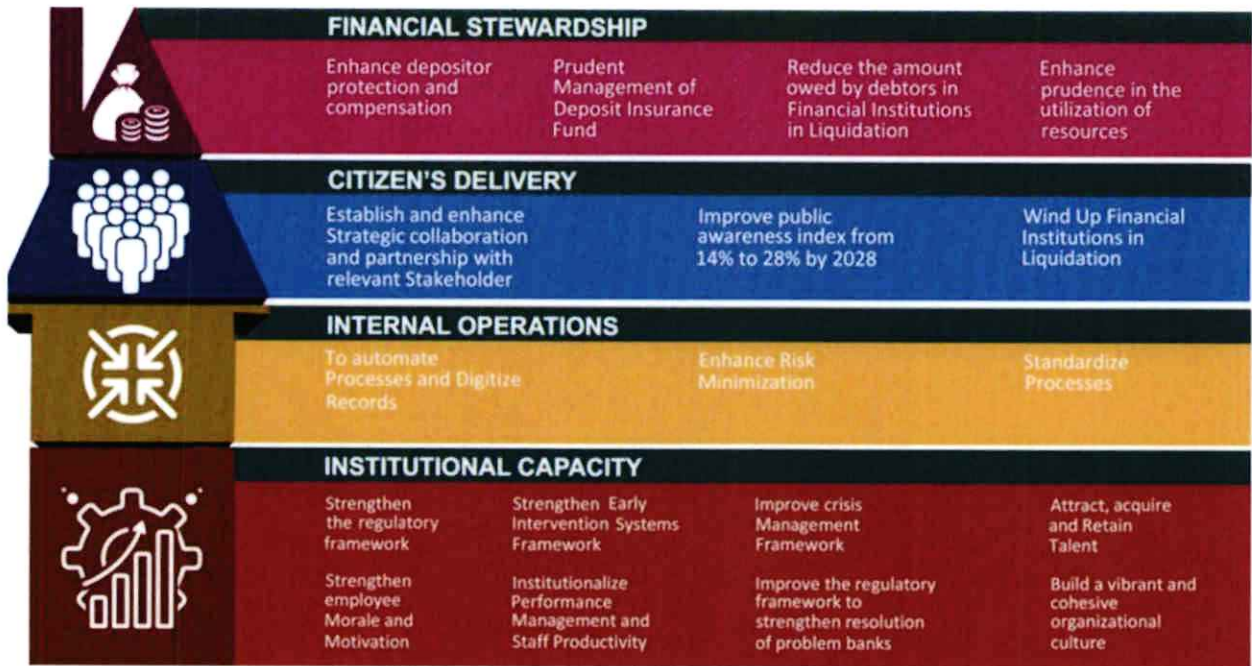 FINANCIAL STEWARDSHIP
Enhance depositor
protection and
compensation
Prudent
Management of
Deposit Insurance
Fund
Reduce the amount
owed by debtors in
Financial Institutions
in Liquidation
Enhance
prudence in the
utilization of
resources
CITIZEN'S DELIVERY
Establish and enhance
Strategic collaboration
and partnership with
relevant Stakeholder
Improve public
awareness index from
14% to 28% by 2028
Wind Up Financial
Institutions in
Liquidation
INTERNAL OPERATIONS
To automate
Processes and Digitize
Records
Enhance Risk
Minimization
Standardize
Processes
INSTITUTIONAL CAPACITY
Strengthen
the regulatory
framework
Strengthen Early
Intervention Systems
Framework
Improve crisis
Management
Framework
Attract, acquire
and Retain
Talent
Strengthen
employee
Morale and
Motivation
Institutionalize
Performance
Management and
Staff Productivity
Improve the regulatory
framework to
strengthen resolution
of problem banks
Build a vibrant and
cohesive
organizational
culture